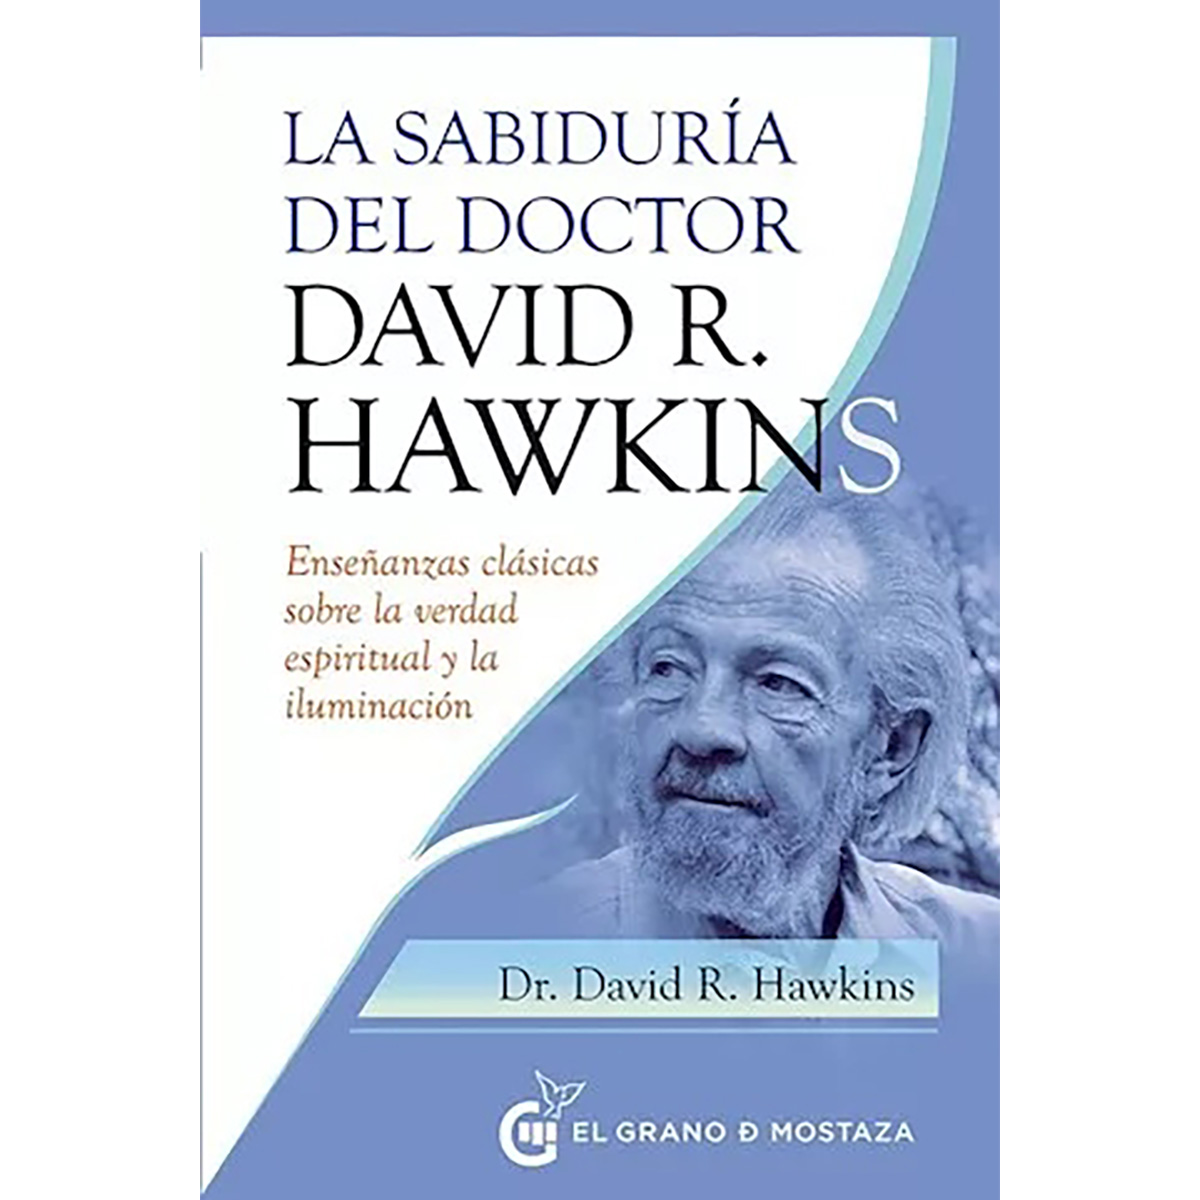 LA SABIDURÍA
DEL DOCTOR
DAVID R.
HAWKINS
Enseñanzas clásicas
sobre la verdad
espiritual y la
iluminación
Dr. David R. Hawkins
EL GRANO Đ MOSTAZA